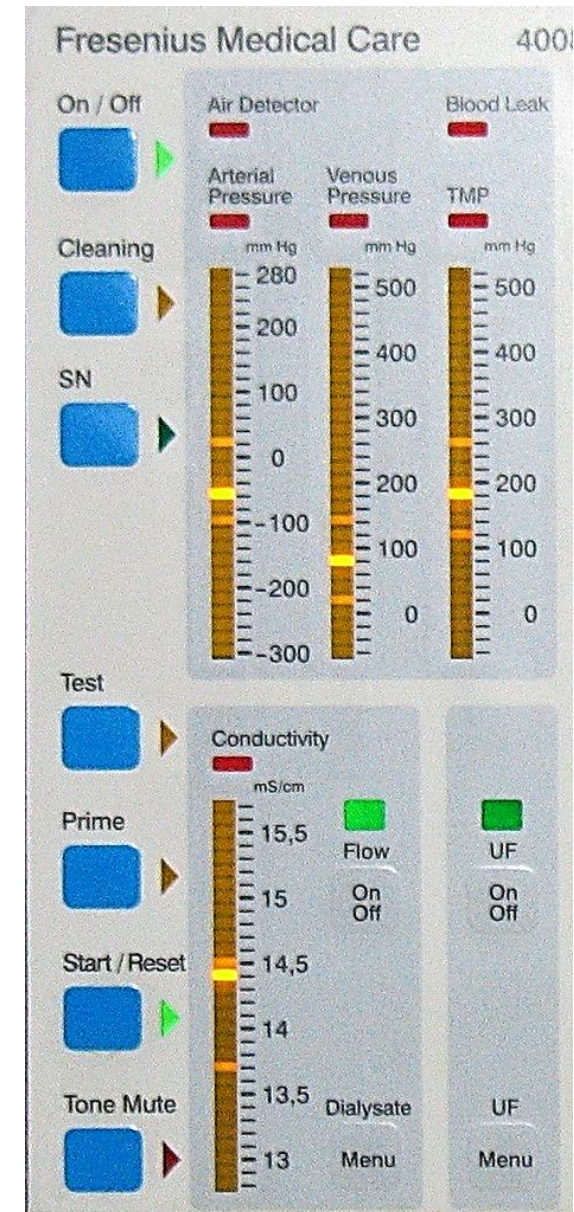 Fresenius Medical Care 4008
On / Off
Air Detector
Blood Leak
Arterial
Pressure
Venous
Pressure
TMP
mm Hg
mm Hg
mm Hg
Cleaning
SN
280
200
100
0
-100
-200
-300
500
400
300
200
100
0
500
400
300
200
100
0
Test
Prime
Start / Reset
Tone Mute
Conductivity
mS/cm
15,5
15
14,5
14
13,5
13
Flow
On
Off
Dialysate
Menu
UF
On
Off
UF
Menu